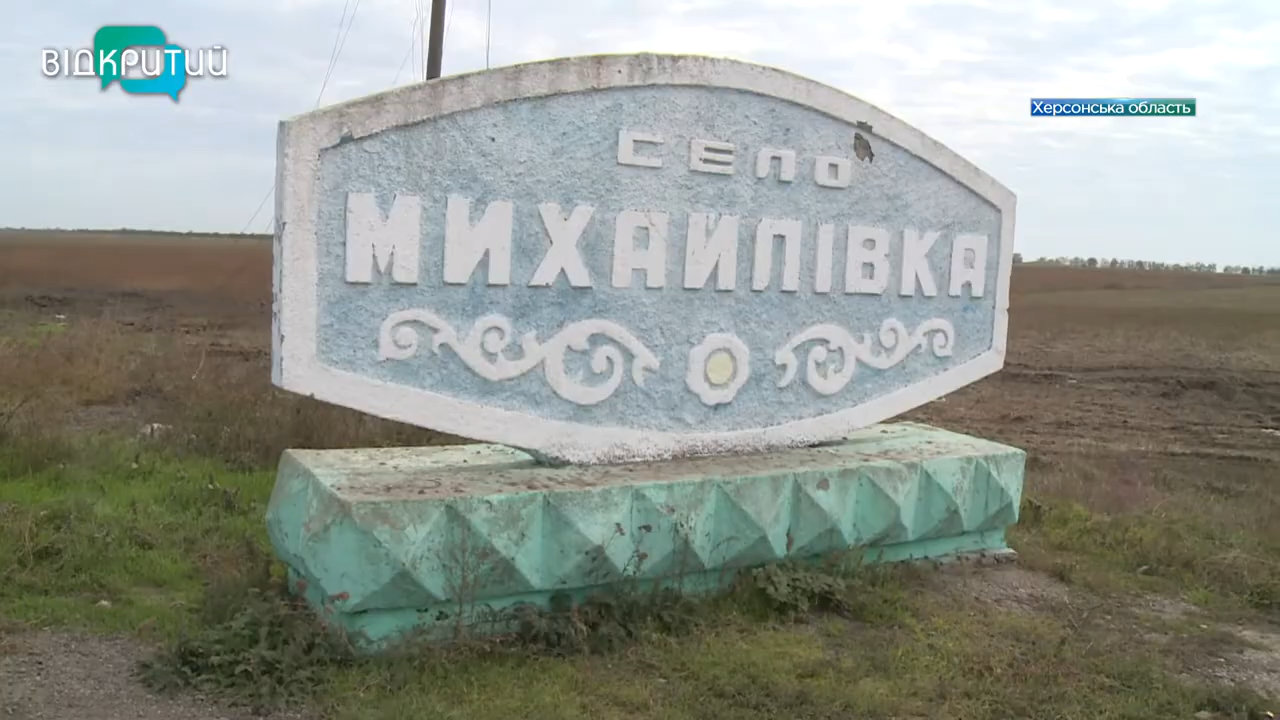 ВІДКРИТИЙ
Херсонська область
СЕЛО
МИХАЙЛІВКА